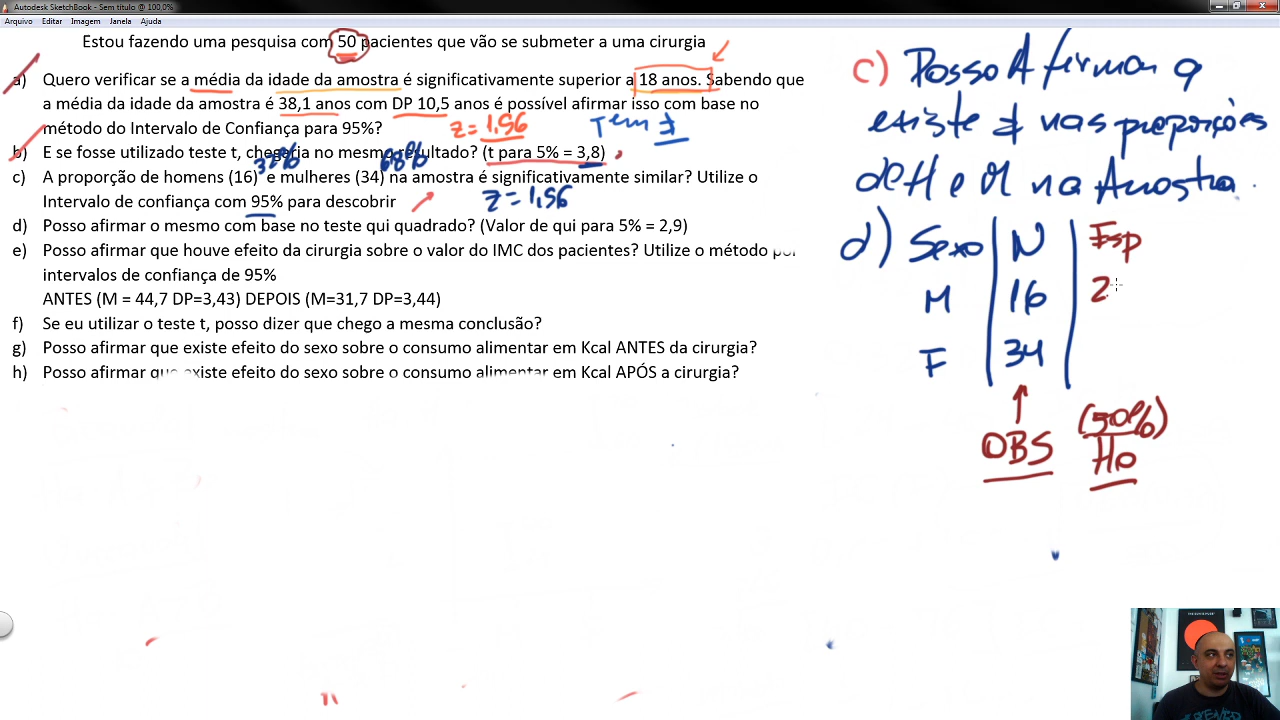 Autodesk SketchBook - Sem título @ 100,0%
Arquivo Editar Imagem Janela Ajuda
Estou fazendo uma pesquisa com 50 pacientes que vão se submeter a uma cirurgia
a) Quero verificar se a média da idade da amostra é significativamente superior a 18 anos. Sabendo que
a média da idade da amostra é 38,1 anos com DP 10,5 anos é possível afirmar isso com base no
método do Intervalo de Confiança para 95%?
z = 1.96
Tem ≠
b) E se fosse utilizado teste t, chegaria no mesmo resultado? (t para 5% = 3,8)
32% 68%
c) A proporção de homens (16) e mulheres (34) na amostra é significativamente similar? Utilize o
Intervalo de confiança com 95% para descobrir
z = 1,96
d) Posso afirmar o mesmo com base no teste qui quadrado? (Valor de qui para 5% = 2,9)
e) Posso afirmar que houve efeito da cirurgia sobre o valor do IMC dos pacientes? Utilize o método por
intervalos de confiança de 95%
ANTES (M = 44,7 DP=3,43) DEPOIS (M=31,7 DP=3,44)
f) Se eu utilizar o teste t, posso dizer que chego a mesma conclusão?
g) Posso afirmar que existe efeito do sexo sobre o consumo alimentar em Kcal ANTES da cirurgia?
h) Posso afirmar que existe efeito do sexo sobre o consumo alimentar em Kcal APÓS a cirurgia?
c) Posso Afirmar q
existe ≠ nas proporções
de H e M na Amostra.
d) Sexo N Esp
M 16 2
F 34
OBS (50%)
Ho